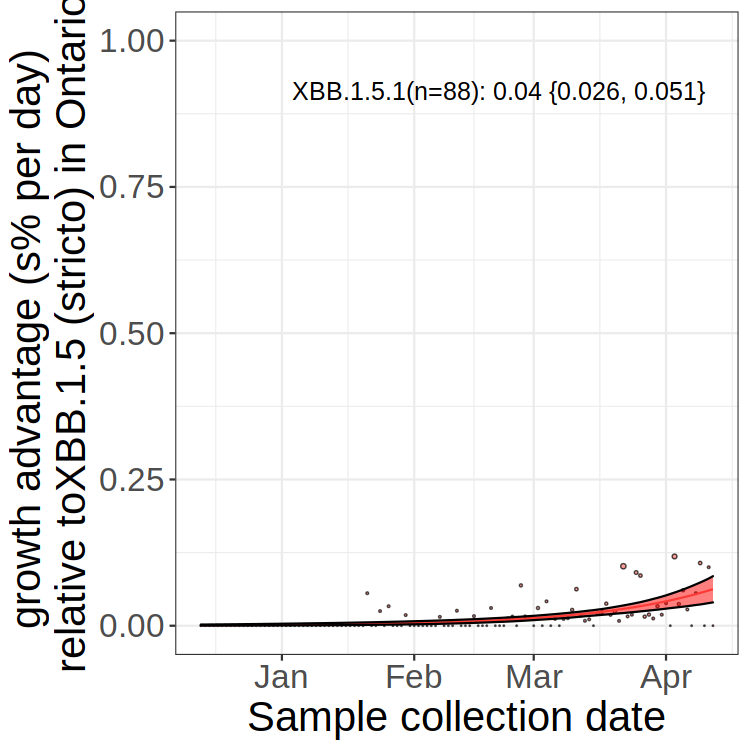 growth advantage (s% per day)
relative toXBB.1.5 (stricto) in Ontario
1.00
0.75
0.50
0.25
0.00
XBB.1.5.1(n=88): 0.04 {0.026, 0.051}
Jan Feb Mar Apr
Sample collection date